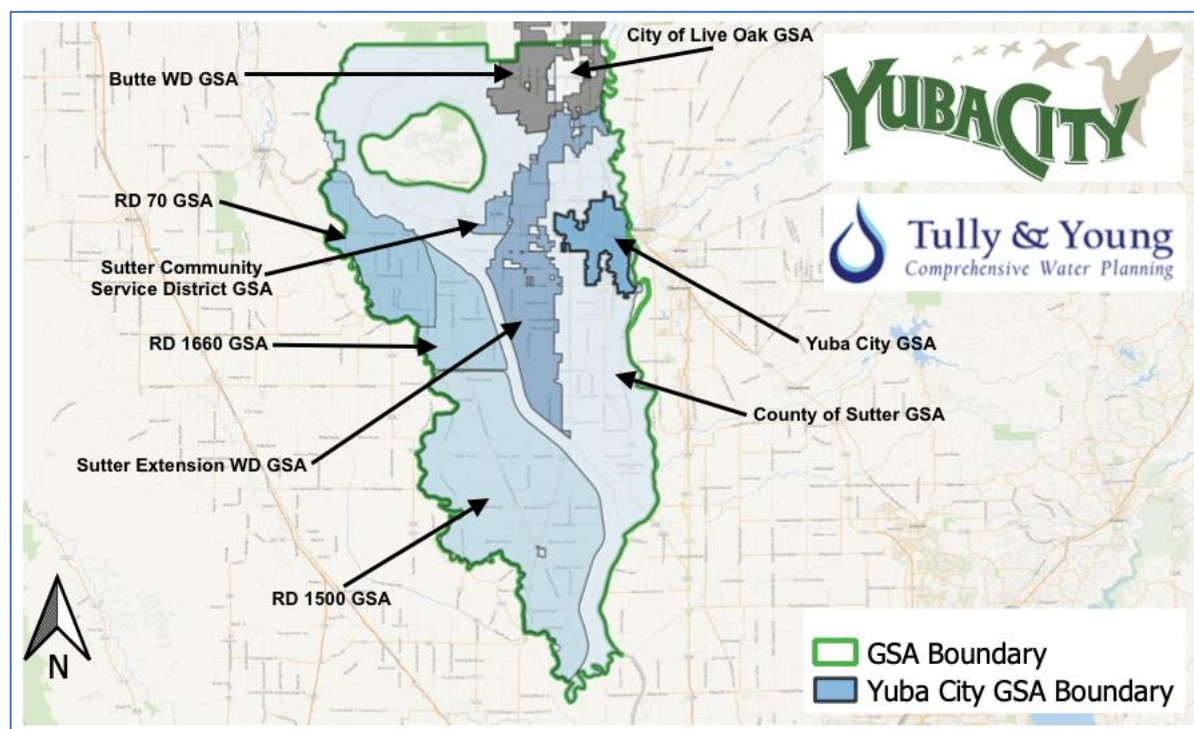 City of Live Oak GSA
Butte WD GSA
YUBA CITY
RD 70 GSA
Tully & Young
Comprehensive Water Planning
Sutter Community
Service District GSA
RD 1660 GSA
Yuba City GSA
County of Sutter GSA
Sutter Extension WD GSA
RD 1500 GSA
N
GSA Boundary
Yuba City GSA Boundary